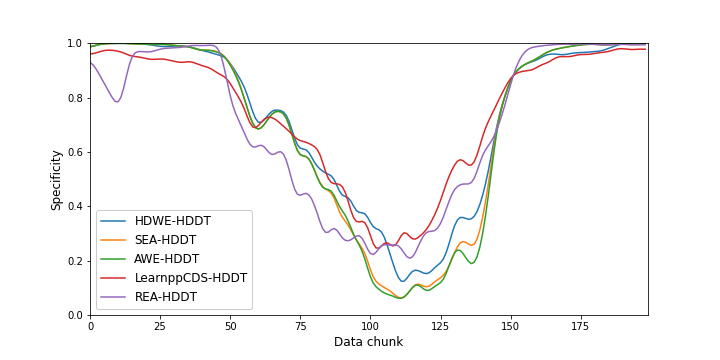 1.0
0.8
0.6
0.4
0.2
0.0
Specificity
HDWE-HDDT
SEA-HDDT
AWE-HDDT
LearnppCDS-HDDT
REA-HDDT
0 25 50 75 100 125 150 175
Data chunk